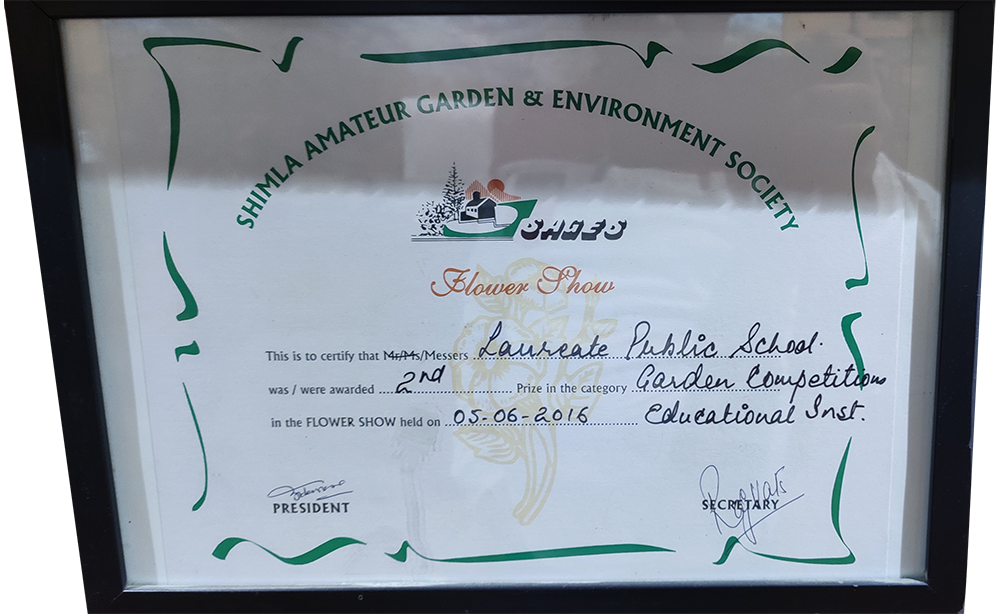 SHIMLA AMATEUR GARDEN & ENVIRONMENT SOCIETY
SAGES
Flower Show
This is to certify that Mr/Ms/Messers Laureate Public School.
was / were awarded 2nd Prize in the category Garden Competitions
in the FLOWER SHOW held on 05-06-2016 Educational Inst.
PRESIDENT
SECRETARY